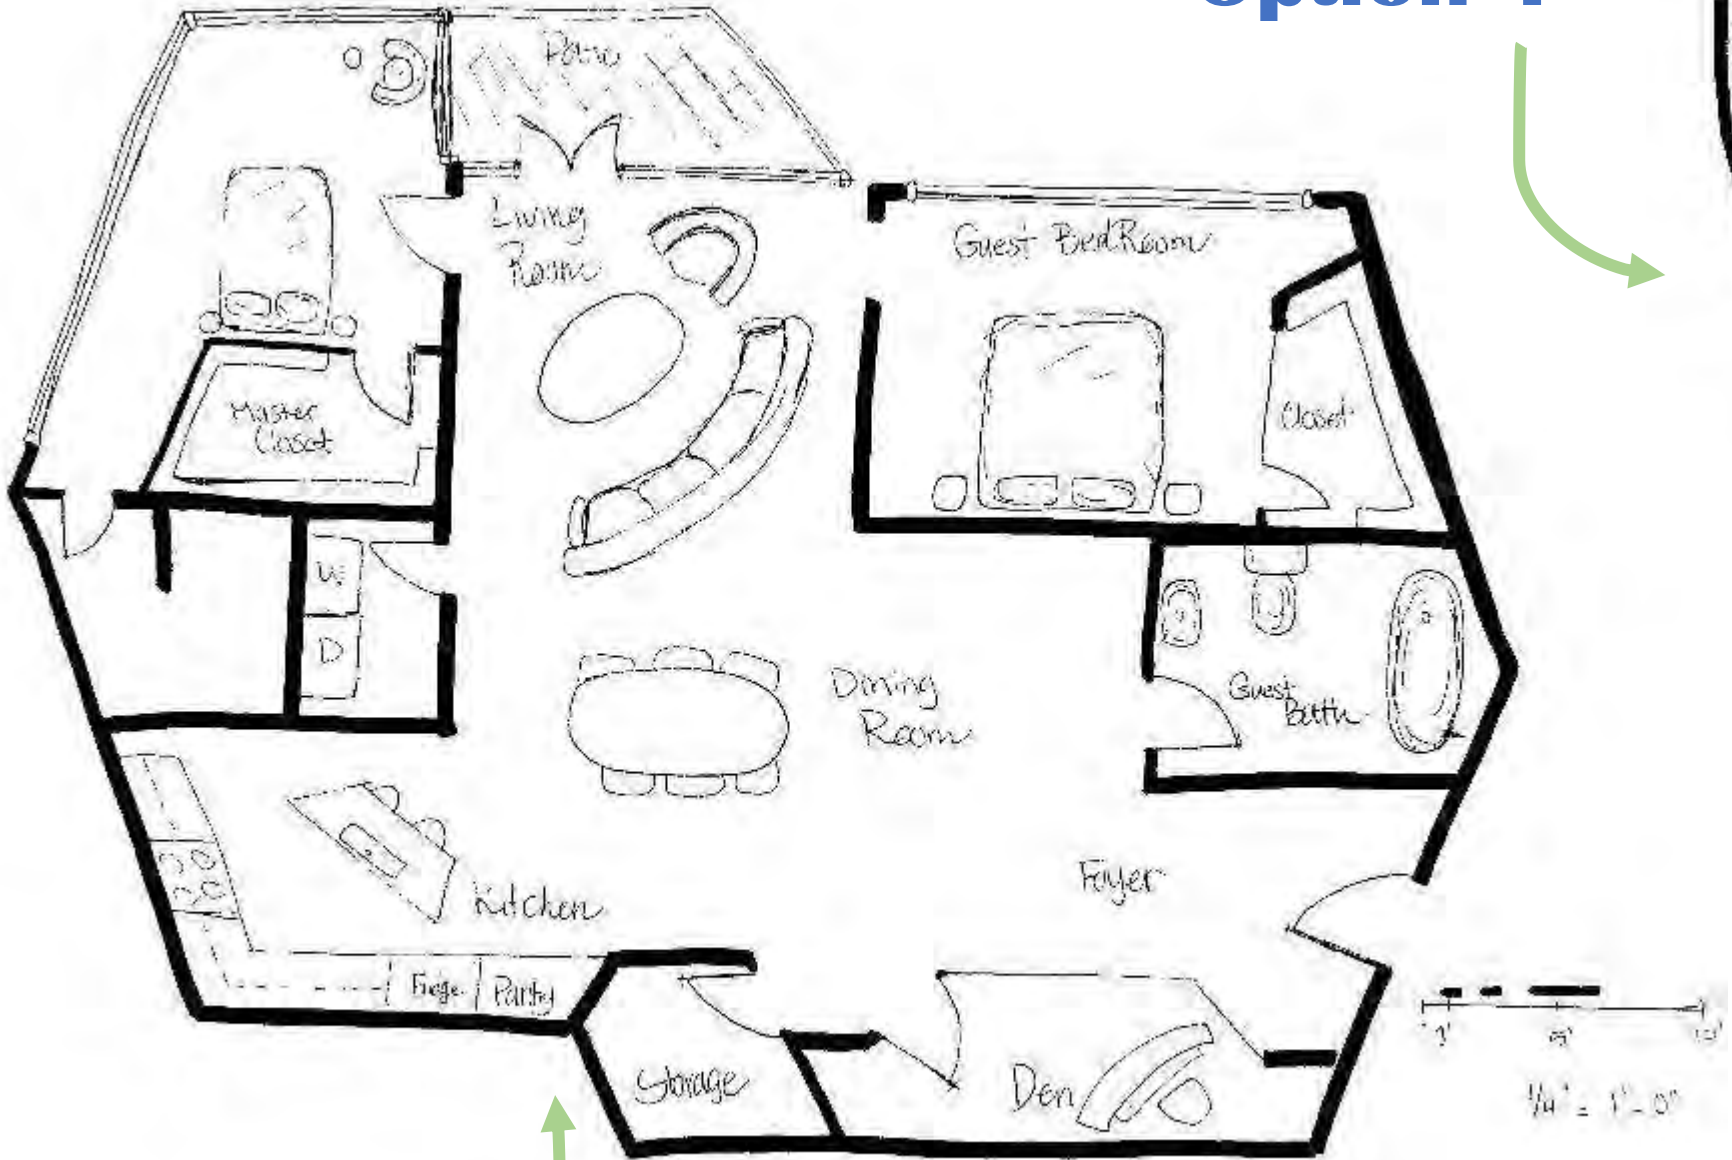 Option 1
Patio
Living
Room
Guest BedRoom
Master
Closet
Closet
W
D
Dining
Room
Guest
Bath
Kitchen
Foyer
Fridge
Storage
Den
1/4" = 1'-0"